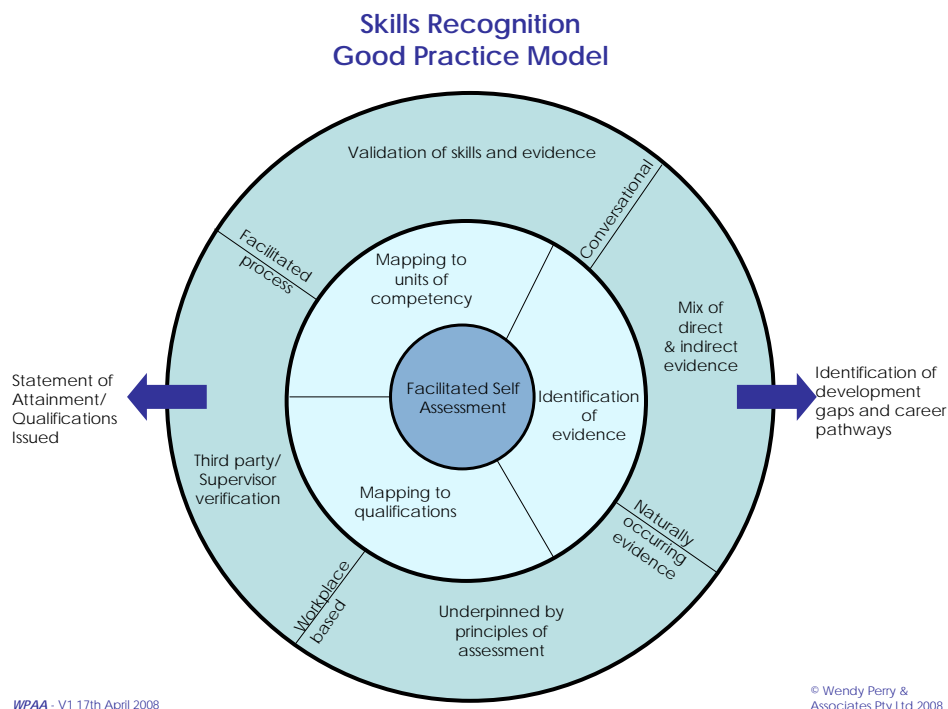 Skills Recognition
Good Practice Model
Validation of skills and evidence
Conversational
Facilitated
process
Mapping to
units of
competency
Mix of
direct
& indirect
evidence
Statement of
Attainment/
Qualifications
Issued
Facilitated Self
Assessment
Identification
of
evidence
Identification of
development
gaps and career
pathways
Third party/
Supervisor
verification
Mapping to
qualifications
Naturally
occurring
evidence
Workplace
based
Underpinned by
principles of
assessment
WPAA - V1 17th April 2008
© Wendy Perry &
Associates Pty Ltd 2008